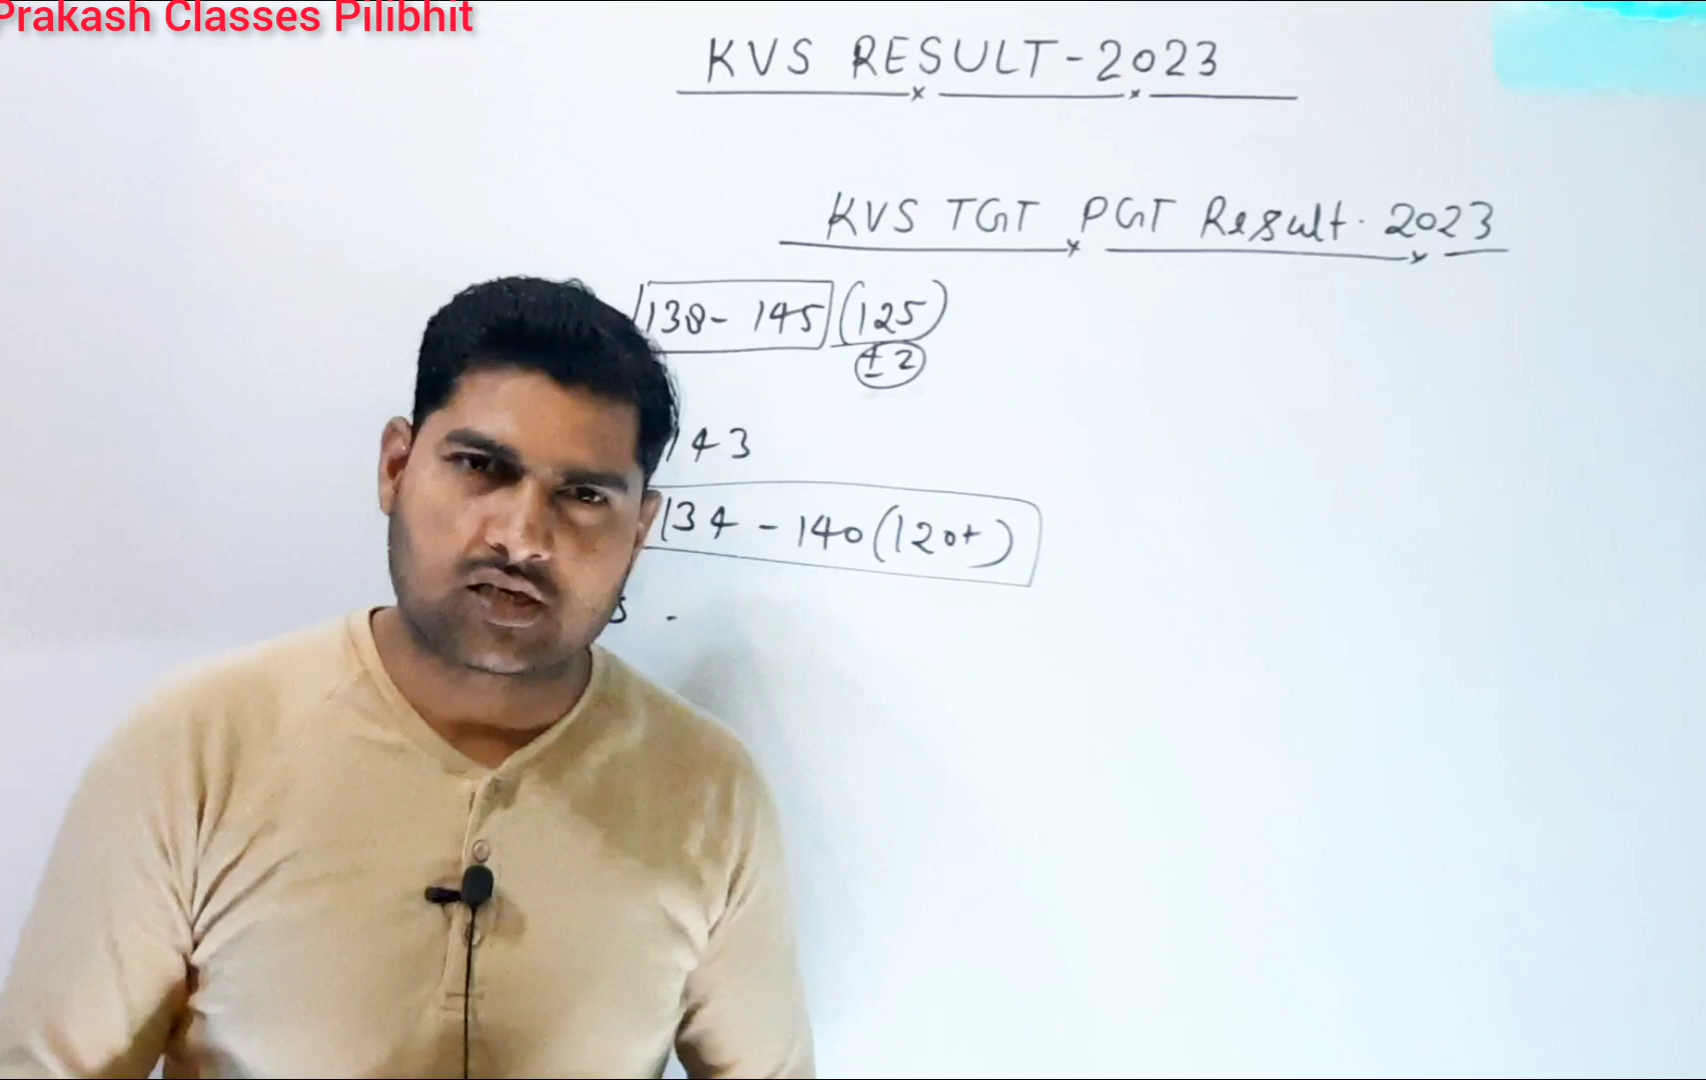 Prakash Classes Pilibhit
KVS RESULT-2023
KVS TGT PGT Result. 2023
138- 145 (125)
± 2
143
134 - 140 (120+)